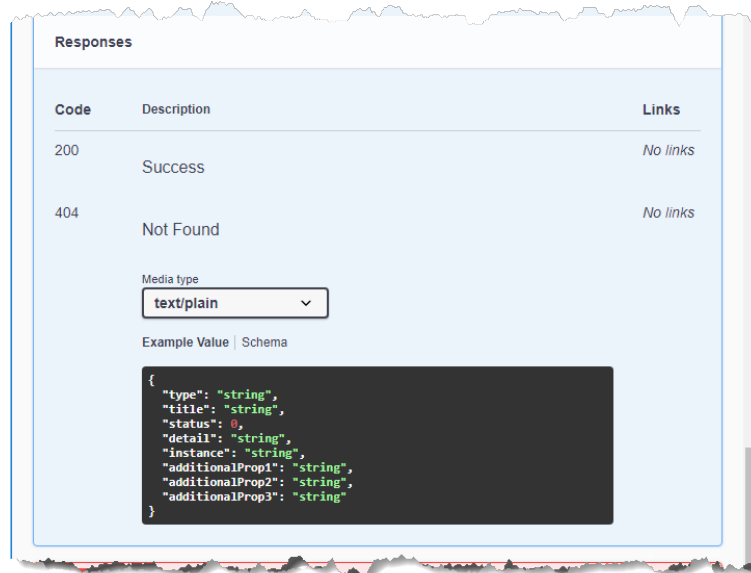 Responses
Code Description Links
200 Success No links
404 Not Found No links
Media type
text/plain
Example Value Schema
{
  "type": "string",
  "title": "string",
  "status": 0,
  "detail": "string",
  "instance": "string",
  "additionalProp1": "string",
  "additionalProp2": "string",
  "additionalProp3": "string"
}